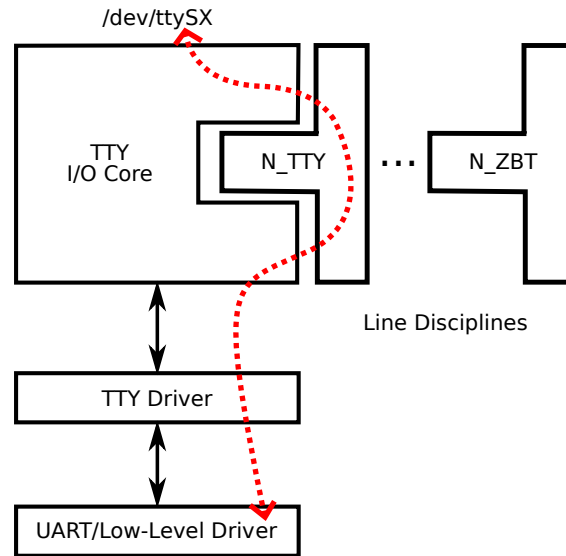 /dev/ttySX
TTY
I/O Core
N_TTY
...
N_ZBT
Line Disciplines
TTY Driver
UART/Low-Level Driver